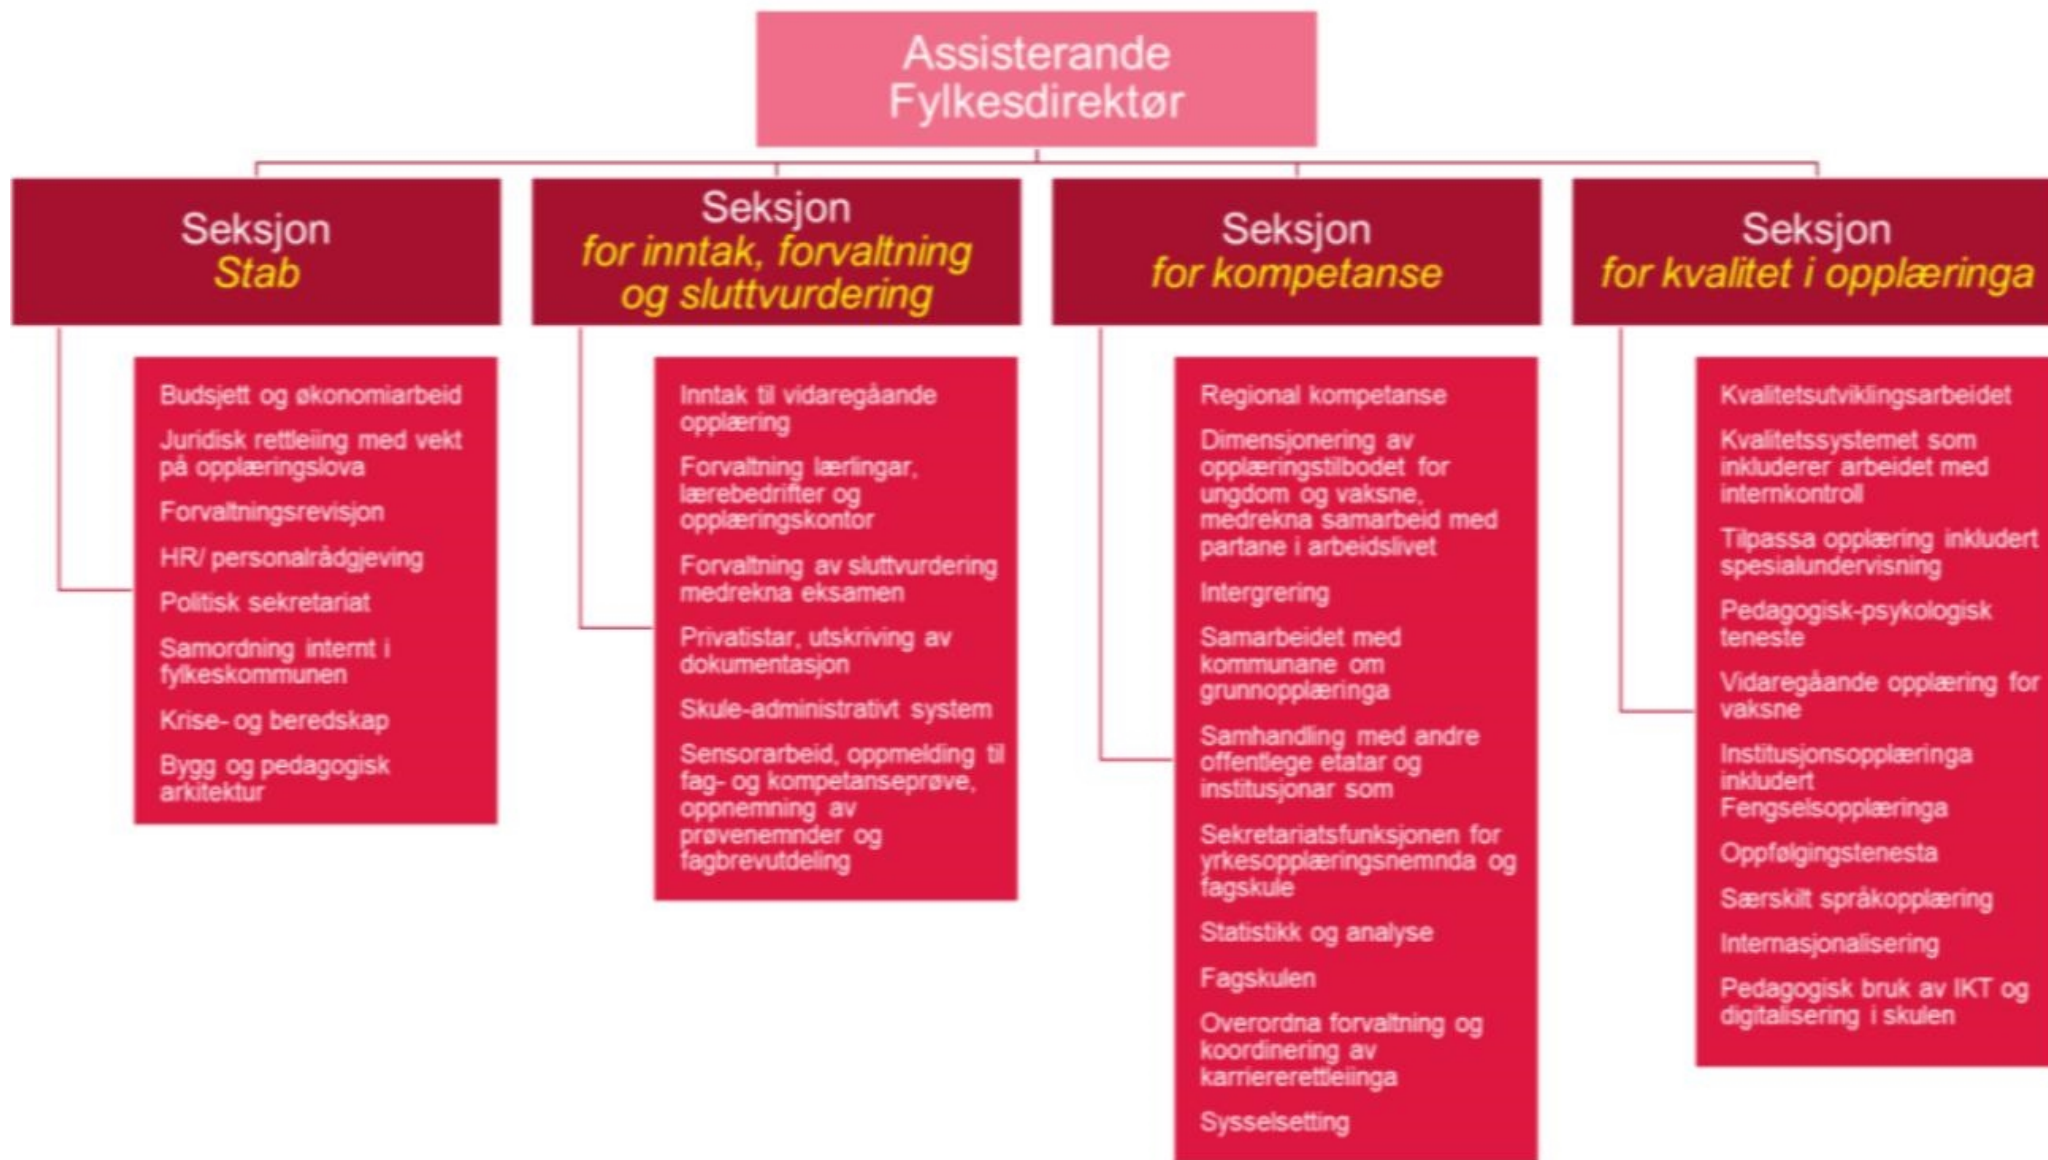 Assisterande
Fylkesdirektør
Seksjon
Stab
Budsjett og økonomiarbeid
Juridisk rettleiing med vekt
på opplæringslova
Forvaltningsrevisjon
HR/ personalrådgjeving
Politisk sekretariat
Samordning internt i
fylkeskommunen
Krise- og beredskap
Bygg og pedagogisk
arkitektur
Seksjon
for inntak, forvaltning
og sluttvurdering
Inntak til vidaregåande
opplæring
Forvaltning lærlingar,
lærebedrifter og
opplæringskontor
Forvaltning av sluttvurdering
medrekna eksamen
Privatistar, utskriving av
dokumentasjon
Skule-administrativt system
Sensorarbeid, oppmelding til
fag- og kompetanseprøve,
oppnemning av
prøvenemnder og
fagbrevutdeling
Seksjon
for kompetanse
Regional kompetanse
Dimensjonering av
opplæringstilbodet for
ungdom og vaksne,
medrekna samarbeid med
partane i arbeidslivet
Intergrering
Samarbeidet med
kommunane om
grunnopplæringa
Samhandling med andre
offentlege etatar og
institusjonar som
Sekretariatsfunksjonen for
yrkesopplæringsnemnda og
fagskule
Statistikk og analyse
Fagskulen
Overordna forvaltning og
koordinering av
karriererettleiinga
Sysselsetting
Seksjon
for kvalitet i opplæringa
Kvalitetsutviklingsarbeidet
Kvalitetssystemet som
inkluderer arbeidet med
internkontroll
Tilpassa opplæring inkludert
spesialundervisning
Pedagogisk-psykologisk
teneste
Vidaregåande opplæring for
vaksne
Institusjonsopplæringa
inkludert
Fengselsopplæringa
Oppfølgingstenesta
Særskilt språkopplæring
Internasjonalisering
Pedagogisk bruk av IKT og
digitalisering i skulen